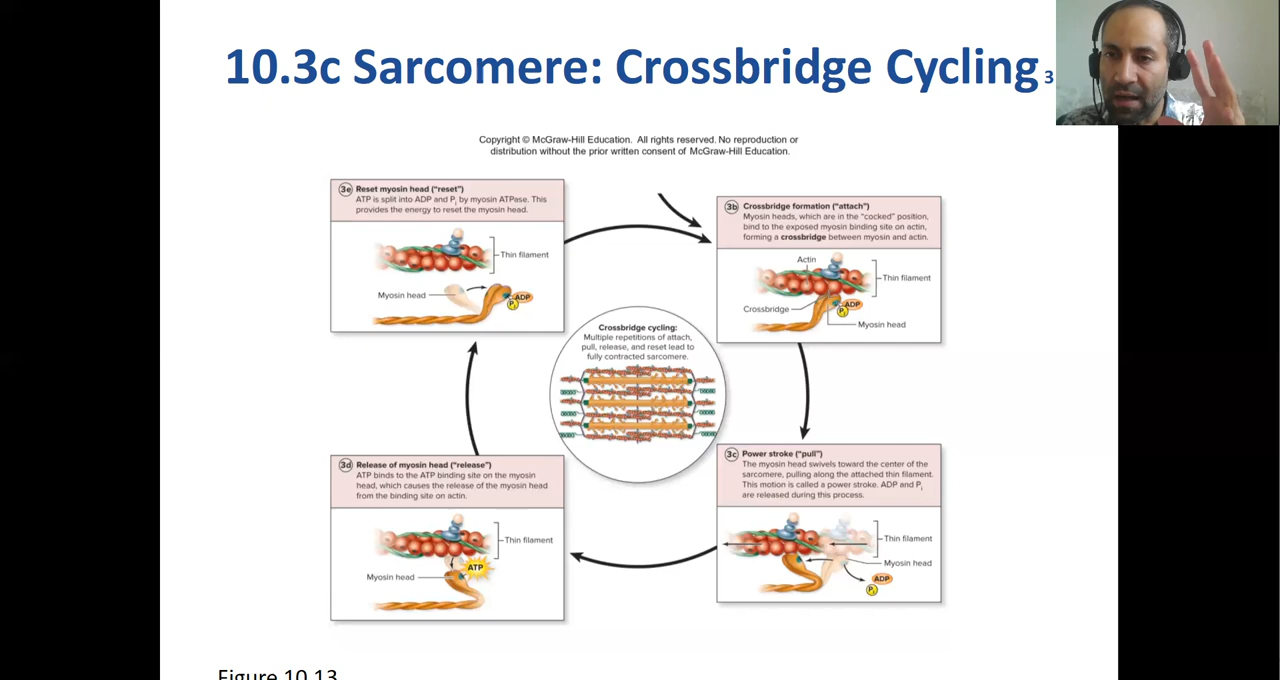 10.3c Sarcomere: Crossbridge Cycling 3
Copyright © McGraw-Hill Education. All rights reserved. No reproduction or
distribution without the prior written consent of McGraw-Hill Education.
3e Reset myosin head ("reset")
ATP is split into ADP and Pi by myosin ATPase. This
provides the energy to reset the myosin head.
Thin filament
Myosin head
ADP
Pi
3b Crossbridge formation ("attach")
Myosin heads, which are in the "cocked" position,
bind to the exposed myosin binding site on actin,
forming a crossbridge between myosin and actin.
Actin
Thin filament
Crossbridge
ADP
Pi
Myosin head
Crossbridge cycling:
Multiple repetitions of attach,
pull, release, and reset lead to
fully contracted sarcomere.
3d Release of myosin head ("release")
ATP binds to the ATP binding site on the myosin
head, which causes the release of the myosin head
from the binding site on actin.
Thin filament
ATP
Myosin head
3c Power stroke ("pull")
The myosin head swivels toward the center of the
sarcomere, pulling along the attached thin filament.
This motion is called a power stroke. ADP and Pi
are released during this process.
Thin filament
Myosin head
ADP
Pi
Figure 10.13